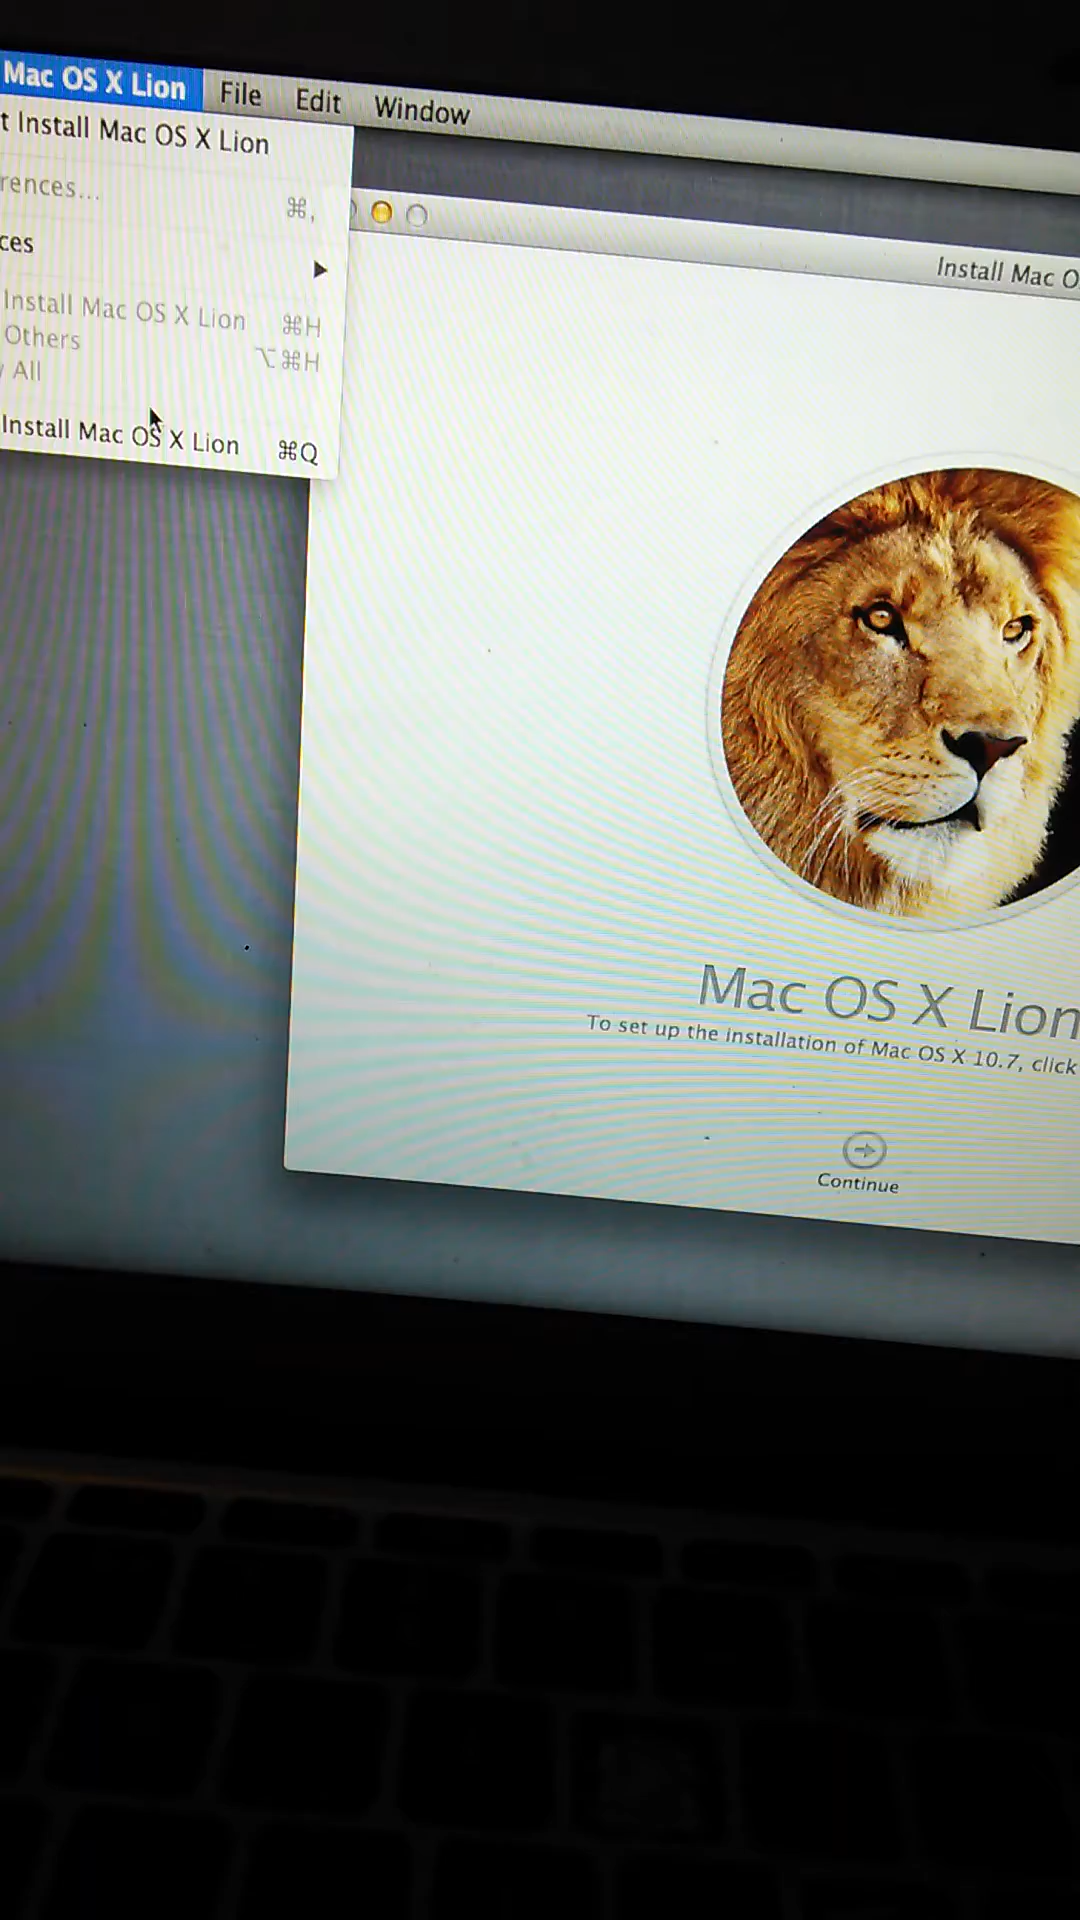 Mac OS X Lion File Edit Window
t Install Mac OS X Lion
rences... ⌘,
ces ▶
Install Mac OS X Lion ⌘H
Others ⌥⌘H
All
Install Mac OS X Lion ⌘Q
Install Mac O
Mac OS X Lion
To set up the installation of Mac OS X 10.7, click
Continue